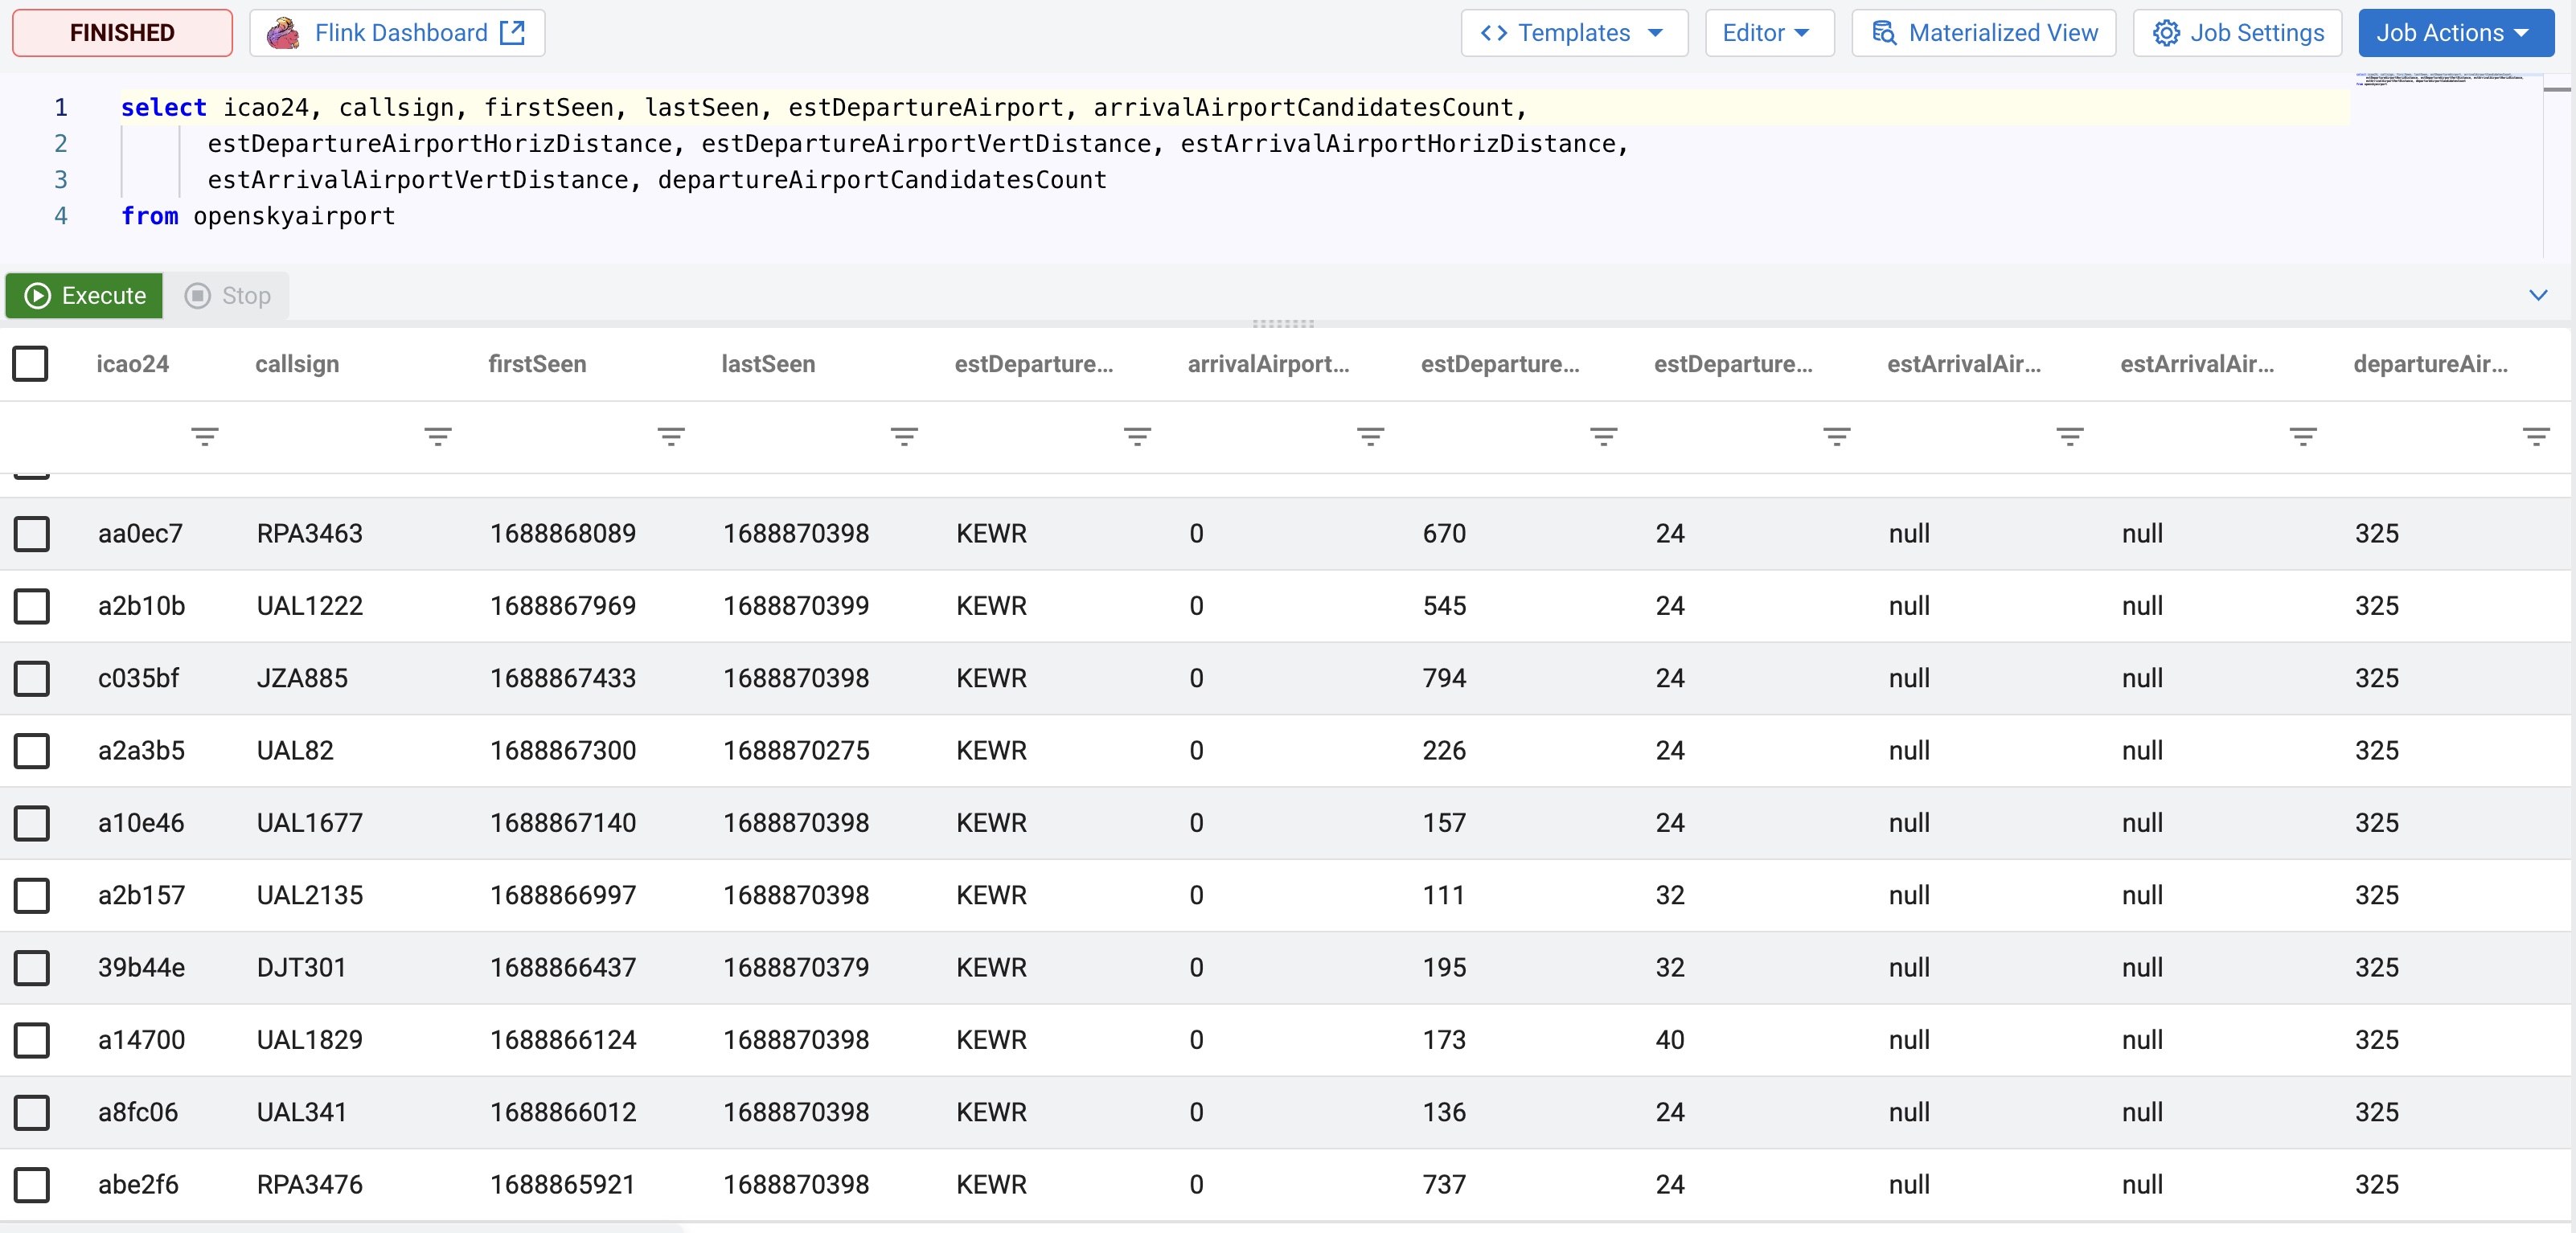 FINISHED Flink Dashboard Templates Editor Materialized View Job Settings Job Actions
1 select icao24, callsign, firstSeen, lastSeen, estDepartureAirport, arrivalAirportCandidatesCount,
2 estDepartureAirportHorizDistance, estDepartureAirportVertDistance, estArrivalAirportHorizDistance,
3 estArrivalAirportVertDistance, departureAirportCandidatesCount
4 from openskyairport
Execute Stop
icao24 callsign firstSeen lastSeen estDeparture... arrivalAirport... estDeparture... estDeparture... estArrivalAir... estArrivalAir... departureAir...
aa0ec7 RPA3463 1688868089 1688870398 KEWR 0 670 24 null null 325
a2b10b UAL1222 1688867969 1688870399 KEWR 0 545 24 null null 325
c035bf JZA885 1688867433 1688870398 KEWR 0 794 24 null null 325
a2a3b5 UAL82 1688867300 1688870275 KEWR 0 226 24 null null 325
a10e46 UAL1677 1688867140 1688870398 KEWR 0 157 24 null null 325
a2b157 UAL2135 1688866997 1688870398 KEWR 0 111 32 null null 325
39b44e DJT301 1688866437 1688870379 KEWR 0 195 32 null null 325
a14700 UAL1829 1688866124 1688870398 KEWR 0 173 40 null null 325
a8fc06 UAL341 1688866012 1688870398 KEWR 0 136 24 null null 325
abe2f6 RPA3476 1688865921 1688870398 KEWR 0 737 24 null null 325